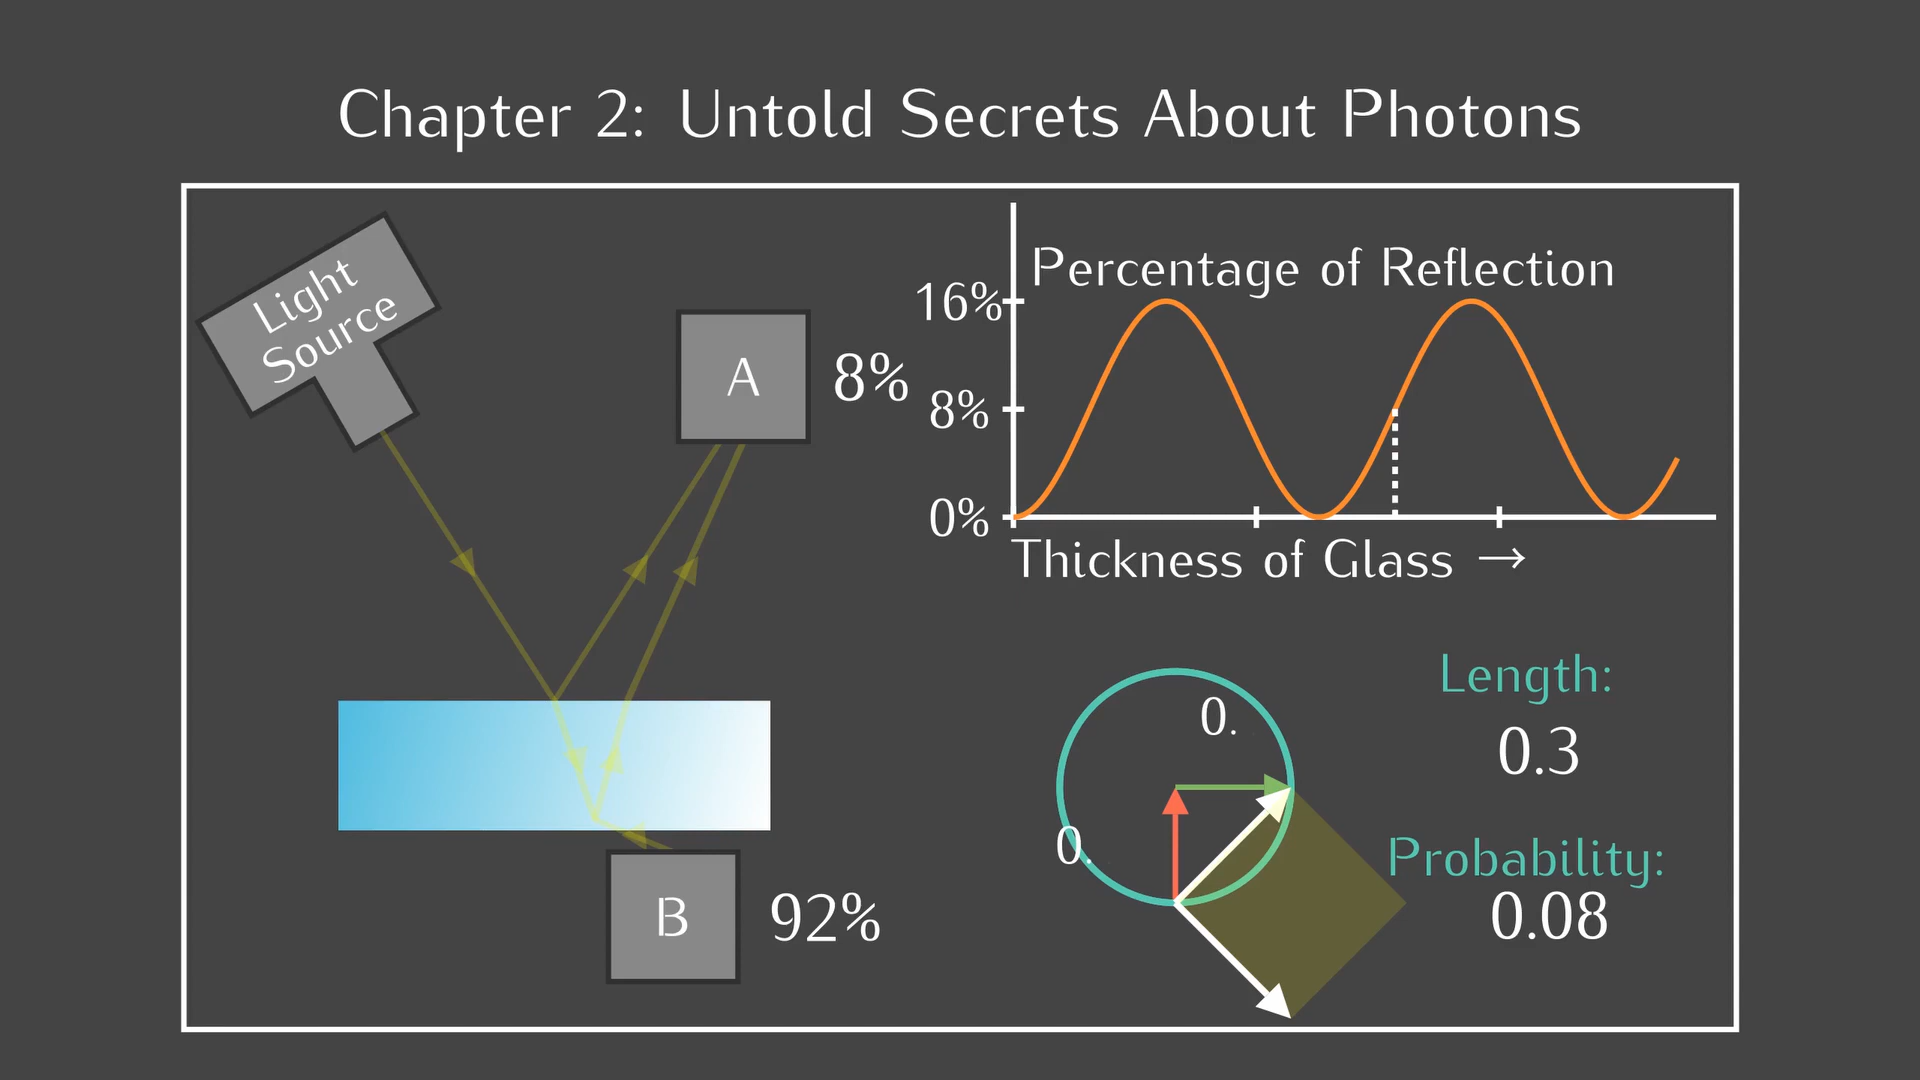 Chapter 2: Untold Secrets About Photons
Light
Source
A
8%
B
92%
Percentage of Reflection
16%
8%
0%
Thickness of Glass →
0.
0.
Length:
0.3
Probability:
0.08